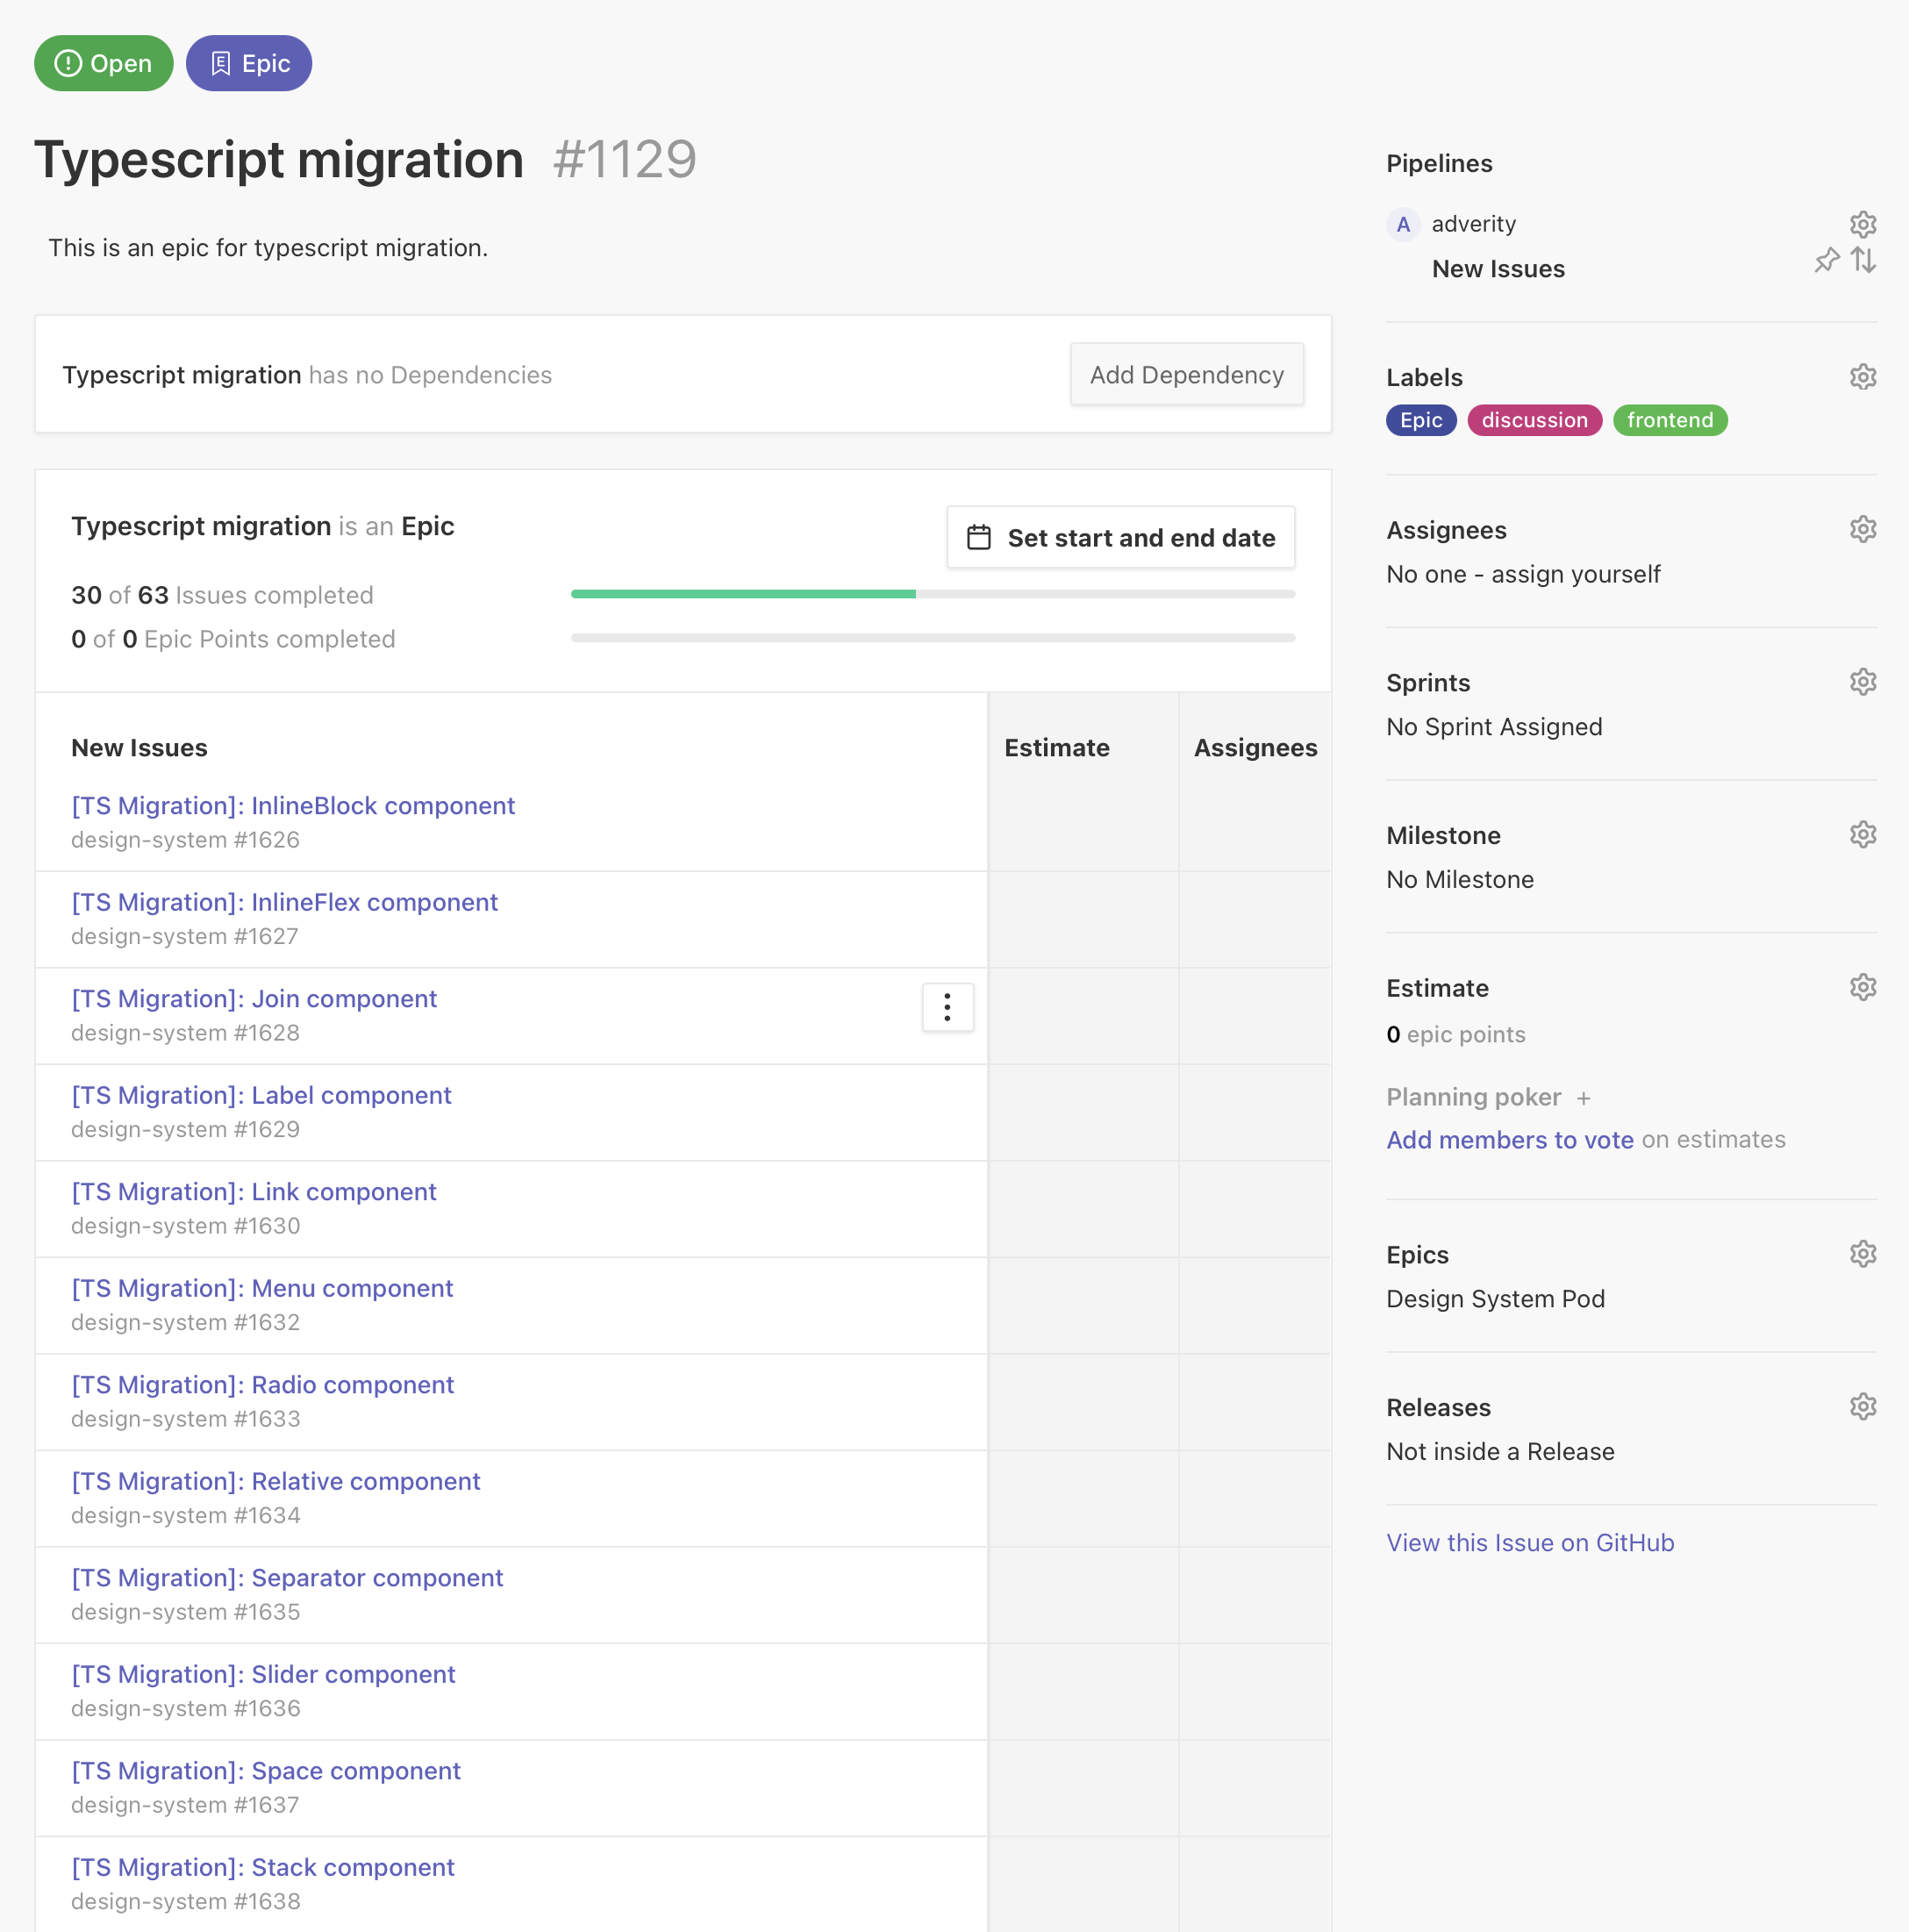 Open Epic
Typescript migration #1129
This is an epic for typescript migration.
Typescript migration has no Dependencies
Add Dependency
Typescript migration is an Epic
Set start and end date
30 of 63 Issues completed
0 of 0 Epic Points completed
New Issues Estimate Assignees
[TS Migration]: InlineBlock component
design-system #1626
[TS Migration]: InlineFlex component
design-system #1627
[TS Migration]: Join component
design-system #1628
[TS Migration]: Label component
design-system #1629
[TS Migration]: Link component
design-system #1630
[TS Migration]: Menu component
design-system #1632
[TS Migration]: Radio component
design-system #1633
[TS Migration]: Relative component
design-system #1634
[TS Migration]: Separator component
design-system #1635
[TS Migration]: Slider component
design-system #1636
[TS Migration]: Space component
design-system #1637
[TS Migration]: Stack component
design-system #1638
Pipelines
A adverity
New Issues
Labels
Epic discussion frontend
Assignees
No one - assign yourself
Sprints
No Sprint Assigned
Milestone
No Milestone
Estimate
0 epic points
Planning poker +
Add members to vote on estimates
Epics
Design System Pod
Releases
Not inside a Release
View this Issue on GitHub